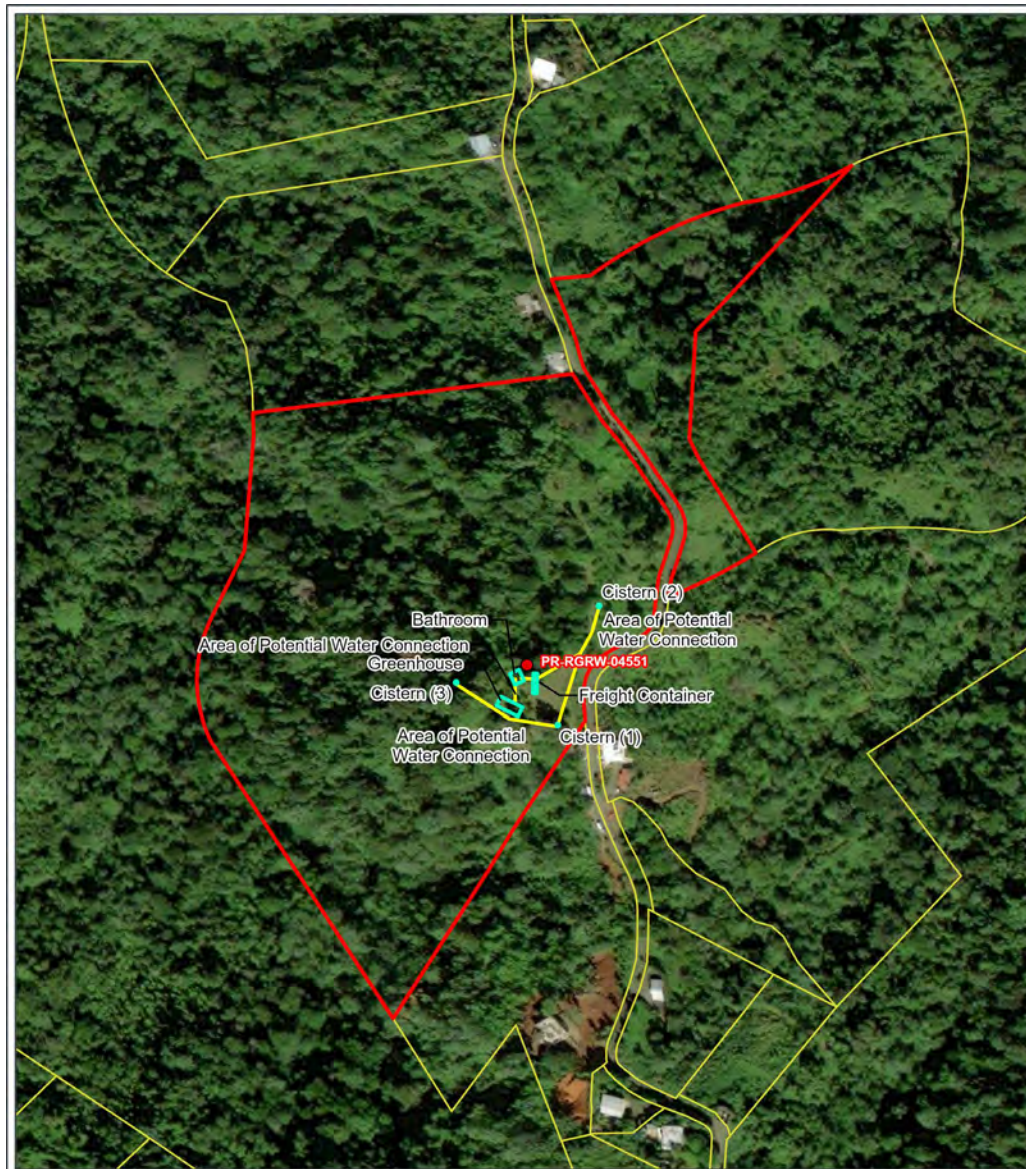 Cistern (2)
Bathroom
Area of Potential
Water Connection
Area of Potential Water Connection
Greenhouse
PR-RGRW-04551
Cistern (3)
Freight Container
Area of Potential
Water Connection
Cistern (1)